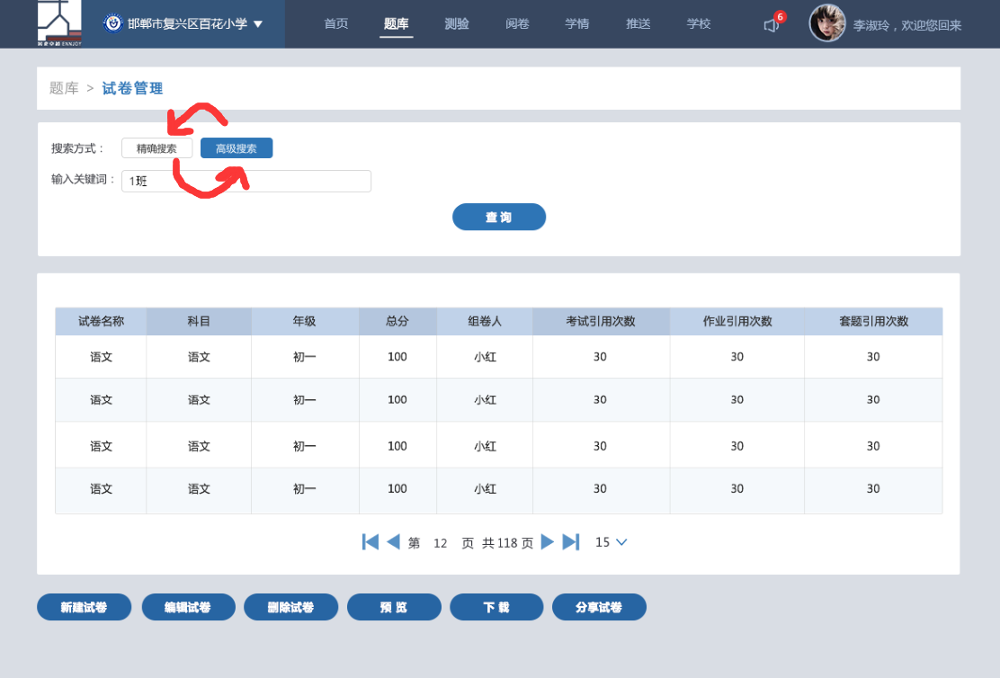 邯郸市复兴区百花小学 首页 题库 测验 阅卷 学情 推送 学校 6 李淑玲，欢迎您回来
题库 > 试卷管理
搜索方式： 精确搜索 高级搜索
输入关键词： 1班
查 询
试卷名称 科目 年级 总分 组卷人 考试引用次数 作业引用次数 套题引用次数
语文 语文 初一 100 小红 30 30 30
语文 语文 初一 100 小红 30 30 30
语文 语文 初一 100 小红 30 30 30
语文 语文 初一 100 小红 30 30 30
第 12 页 共118页 15
新建试卷 编辑试卷 删除试卷 预 览 下 载 分享试卷